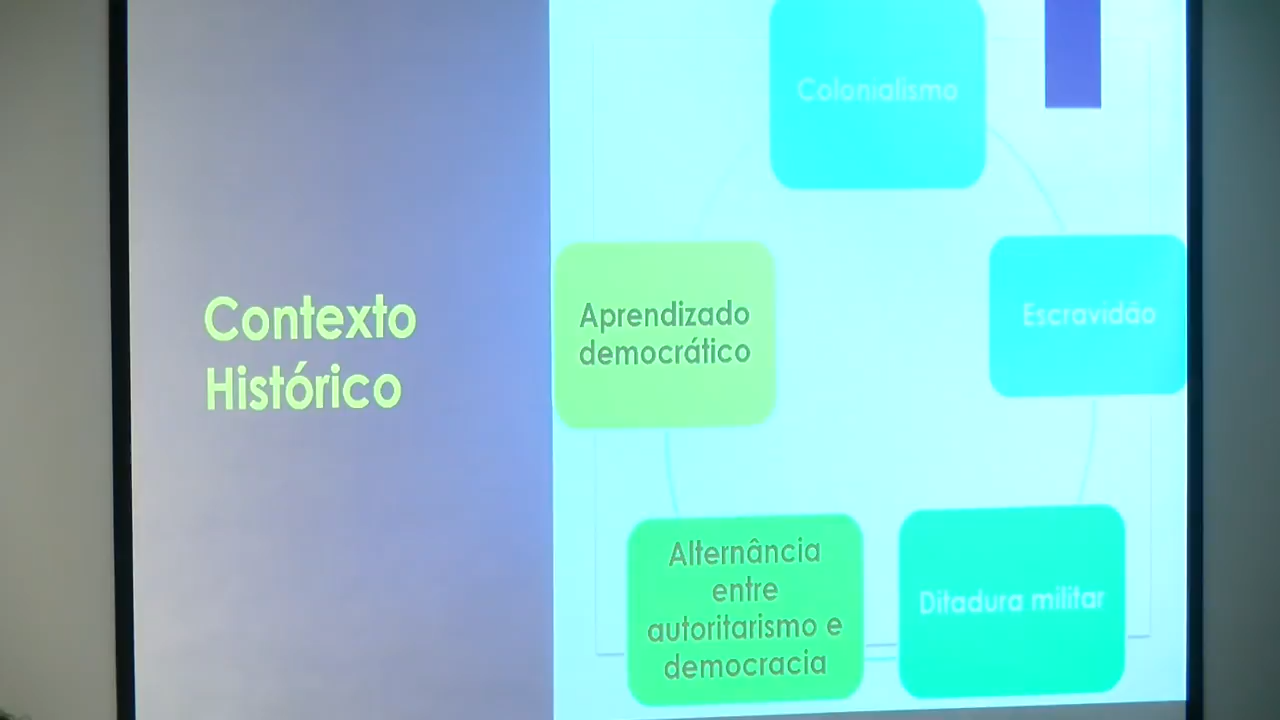 Contexto
Histórico
Colonialismo
Escravidão
Ditadura militar
Alternância
entre
autoritarismo e
democracia
Aprendizado
democrático